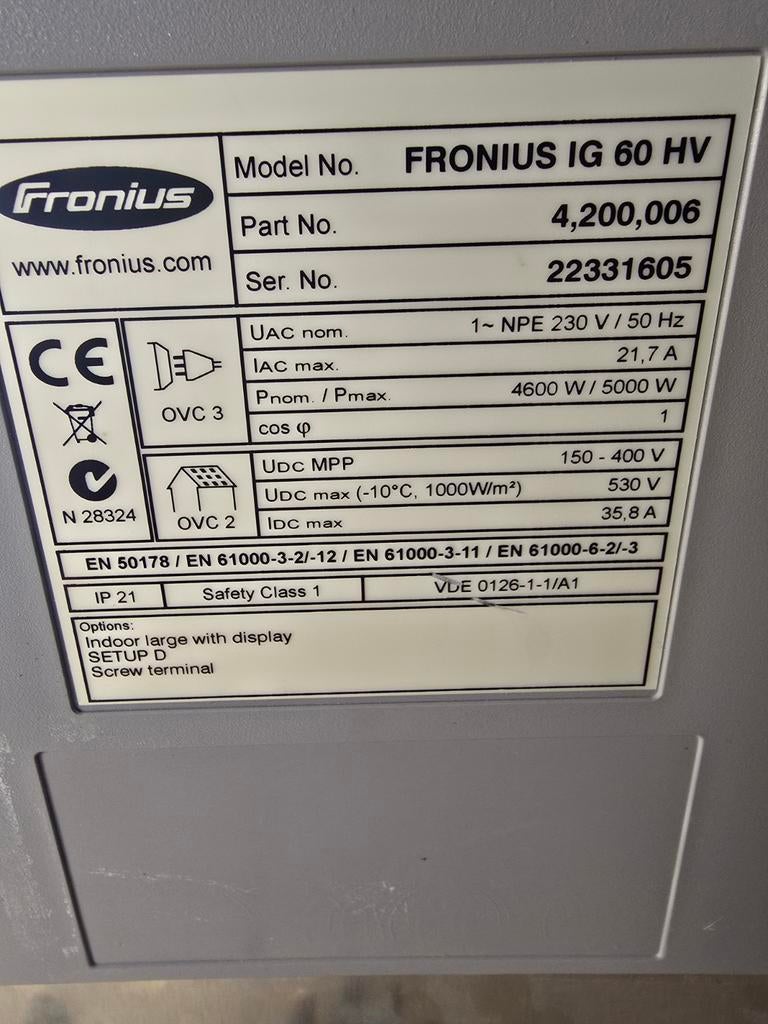 Fronius
www.fronius.com
Model No. FRONIUS IG 60 HV
Part No. 4,200,006
Ser. No. 22331605
CE
N 28324
OVC 3
UAC nom. 1~ NPE 230 V / 50 Hz
IAC max. 21,7 A
Pnom. / Pmax. 4600 W / 5000 W
cos φ 1
OVC 2
UDC MPP 150 - 400 V
UDC max (-10°C, 1000W/m²) 530 V
IDC max 35,8 A
EN 50178 / EN 61000-3-2/-12 / EN 61000-3-11 / EN 61000-6-2/-3
IP 21 Safety Class 1 VDE 0126-1-1/A1
Options:
Indoor large with display
SETUP D
Screw terminal